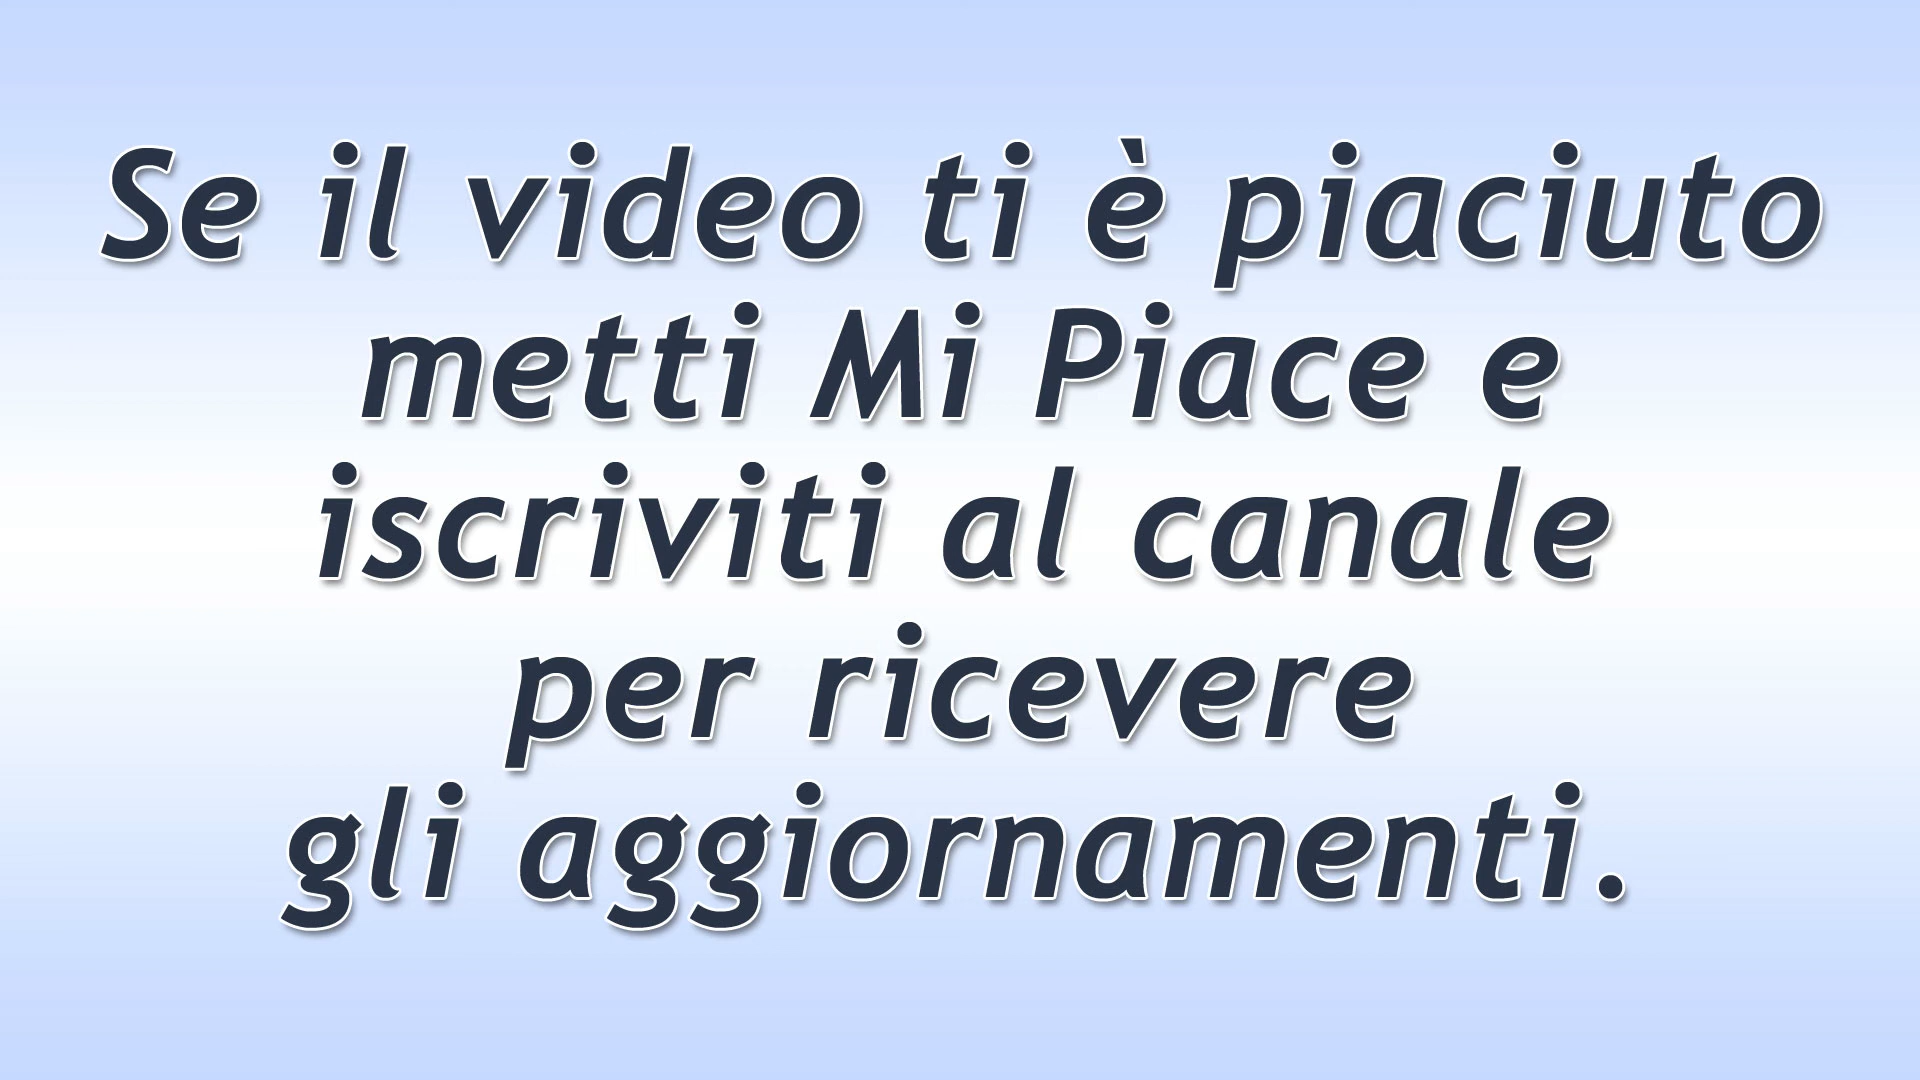 Se il video ti è piaciuto
metti Mi Piace e
iscriviti al canale
per ricevere
gli aggiornamenti.